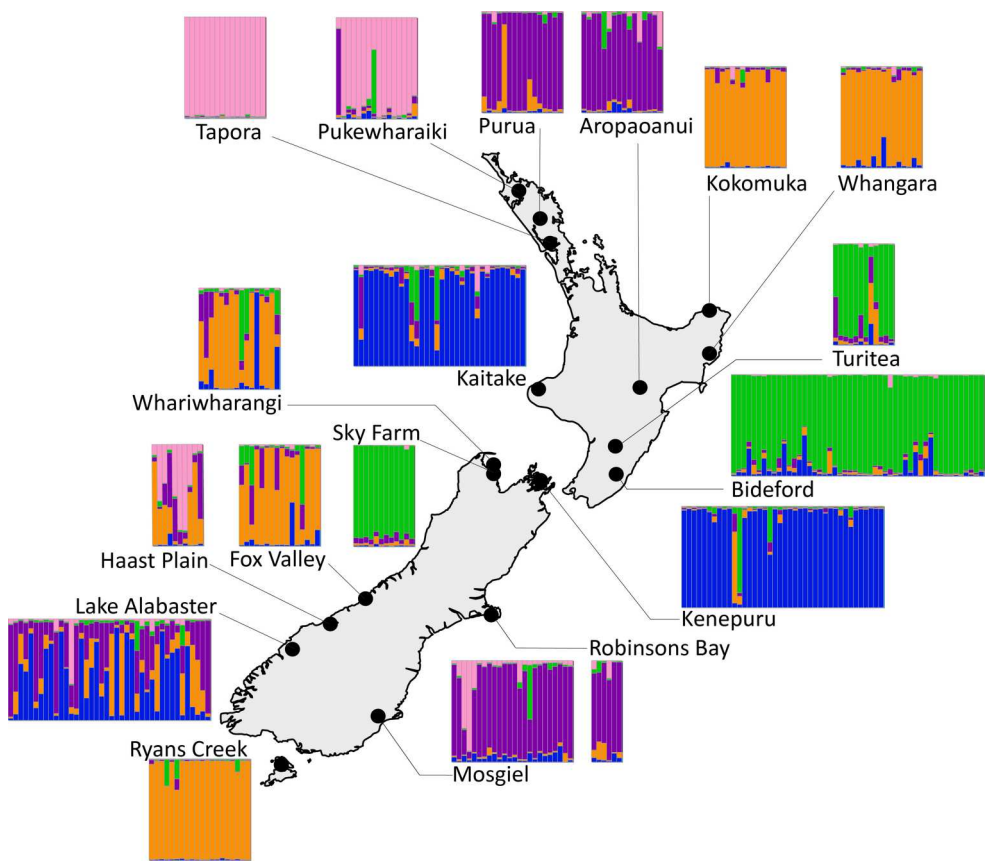 Tapora
Pukewharaiki
Purua
Aropaoanui
Kokomuka
Whangara
Turitea
Kaitake
Whariwharangi
Sky Farm
Bideford
Haast Plain
Fox Valley
Kenepuru
Lake Alabaster
Robinsons Bay
Ryans Creek
Mosgiel